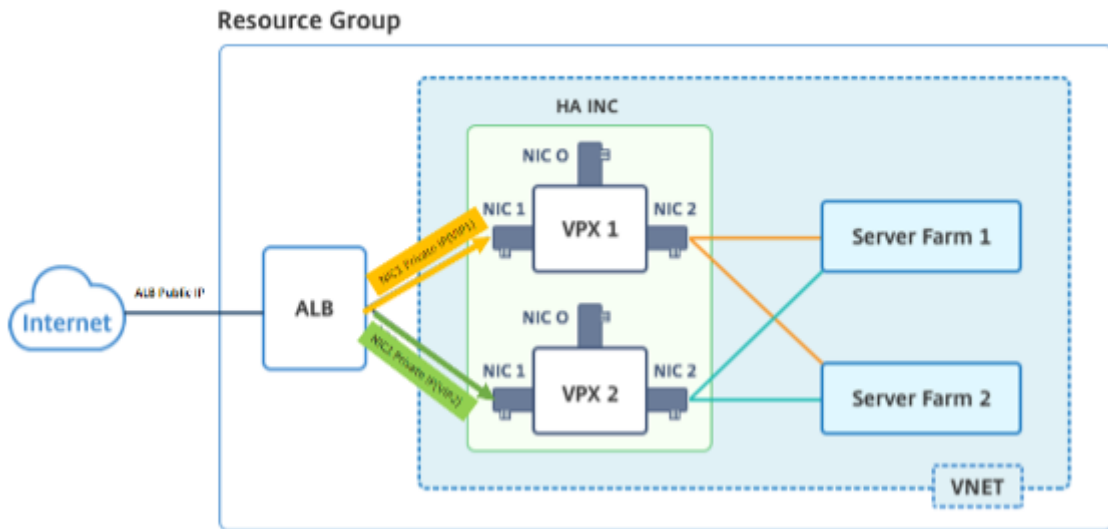 Resource Group
HA INC
NIC O
NIC 1
VPX 1
NIC 2
NIC1 Private IP(VIP1)
Server Farm 1
ALB Public IP
Internet
ALB
NIC O
NIC1 Private IP(VIP2)
NIC 1
VPX 2
NIC 2
Server Farm 2
VNET